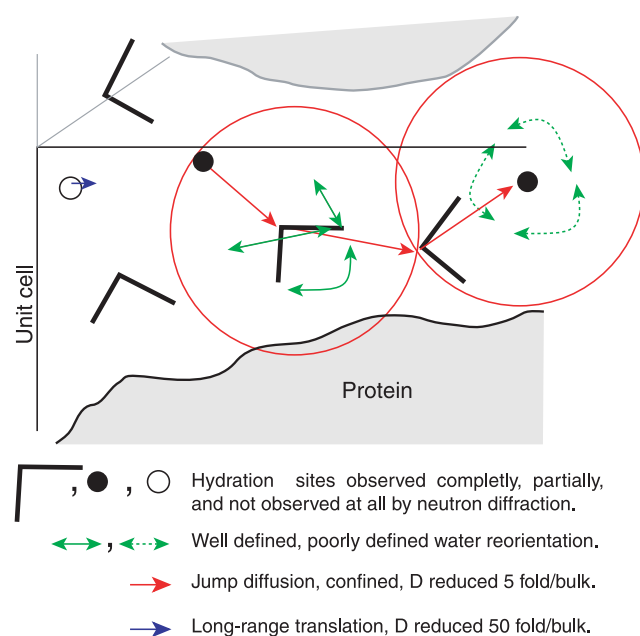 Unit cell
Protein
, , Hydration sites observed completly, partially,
and not observed at all by neutron diffraction.
, Well defined, poorly defined water reorientation.
Jump diffusion, confined, D reduced 5 fold/bulk.
Long-range translation, D reduced 50 fold/bulk.